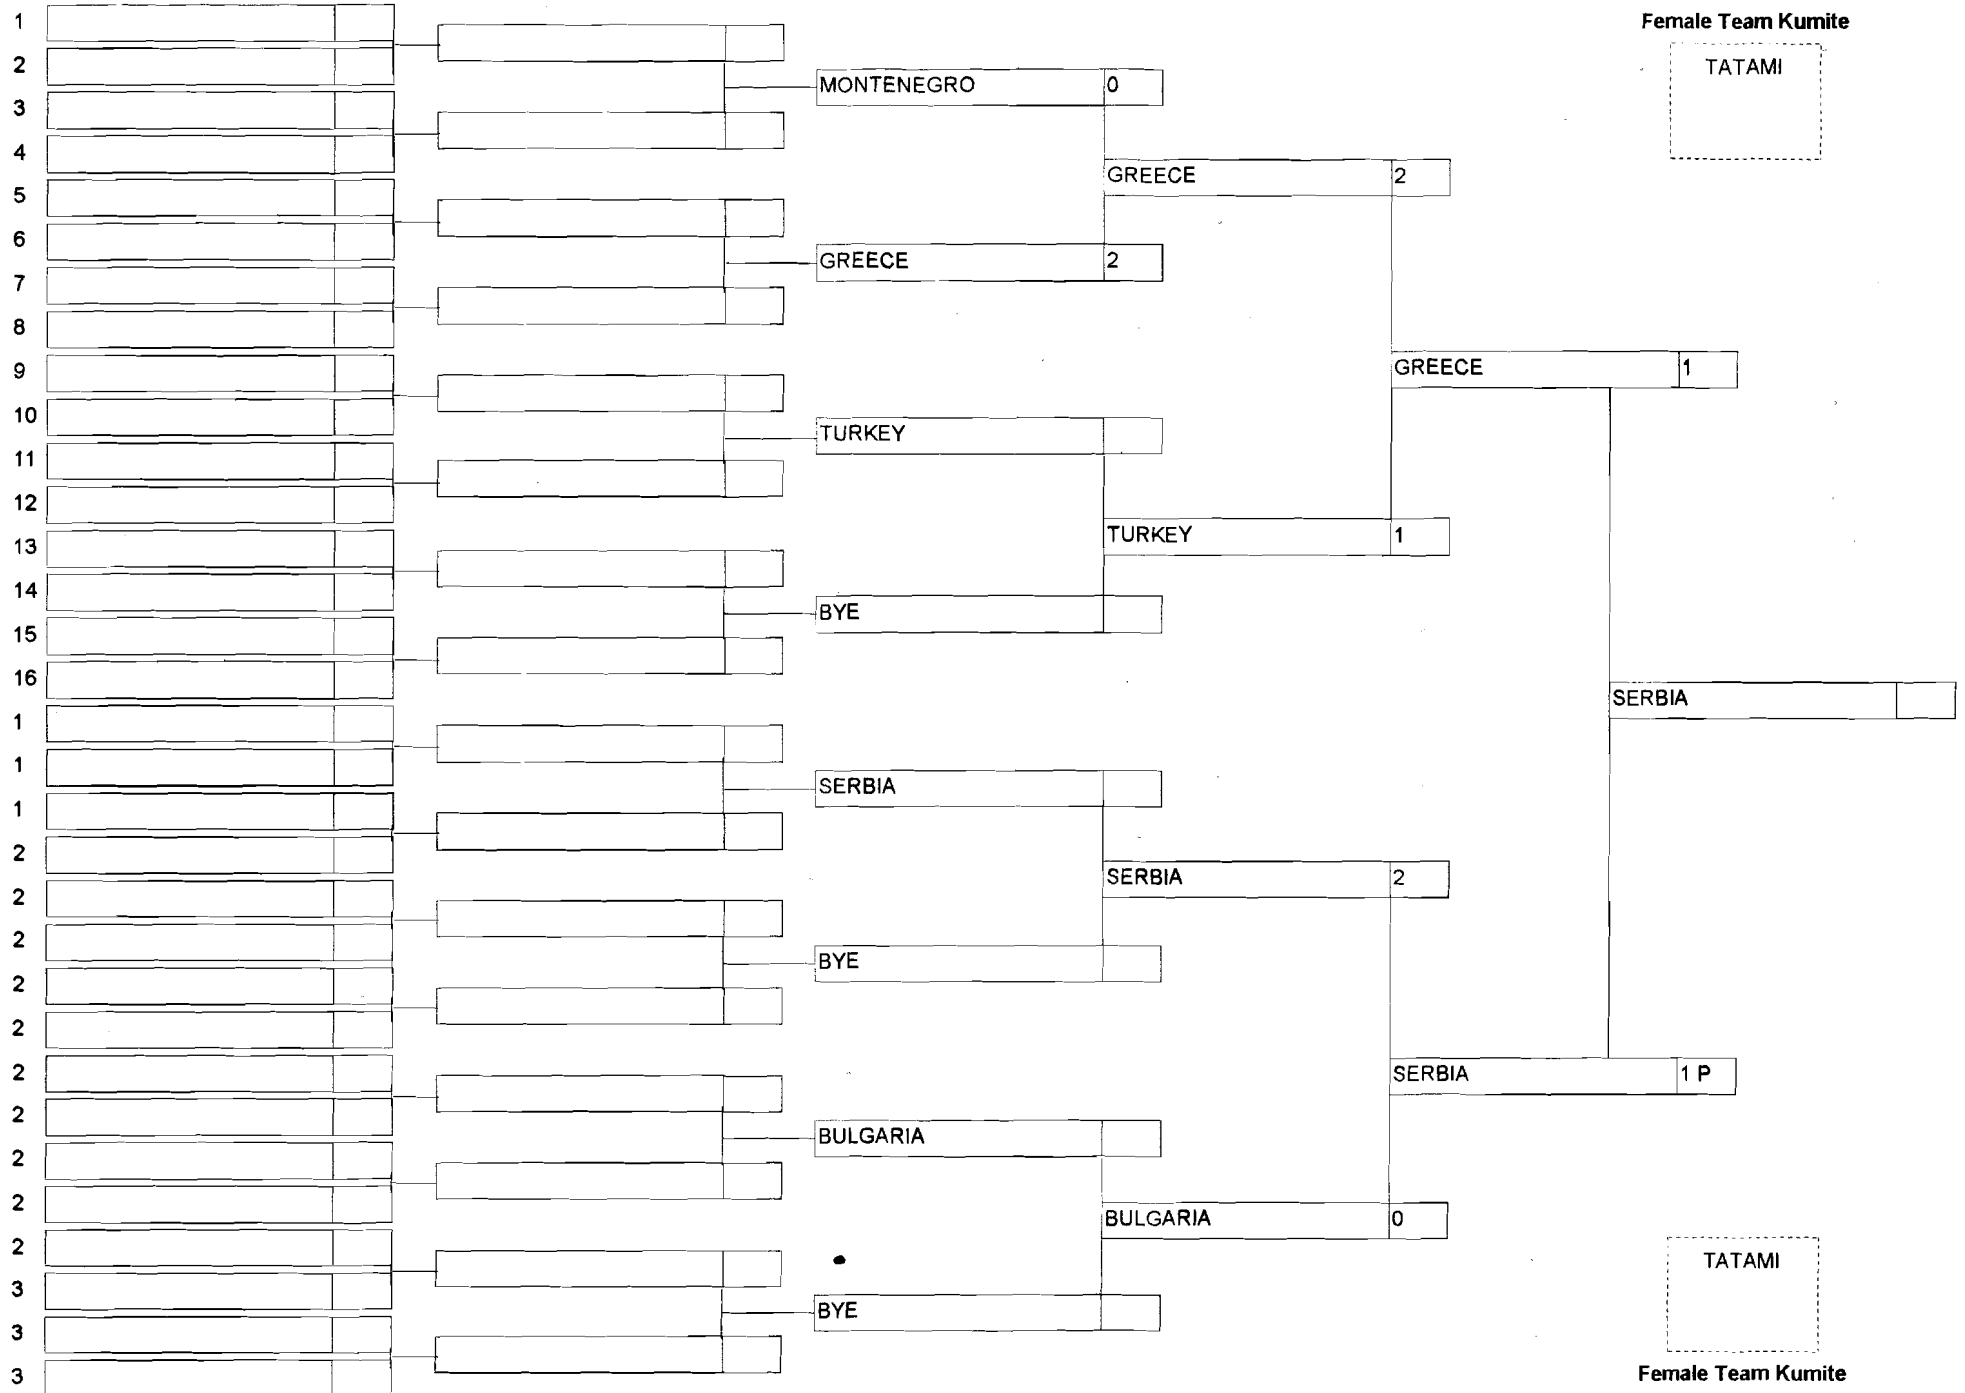 Female Team Kumite
TATAMI
1
2
3
4
5
6
7
8
9
10
11
12
13
14
15
16
1
1
1
2
2
2
2
2
2
2
2
2
2
3
3
3
MONTENEGRO 0
GREECE 2
TURKEY
BYE
SERBIA
BYE
BULGARIA
BYE
GREECE 2
TURKEY 1
SERBIA 2
BULGARIA 0
GREECE 1
SERBIA 1 P
SERBIA
TATAMI
Female Team Kumite